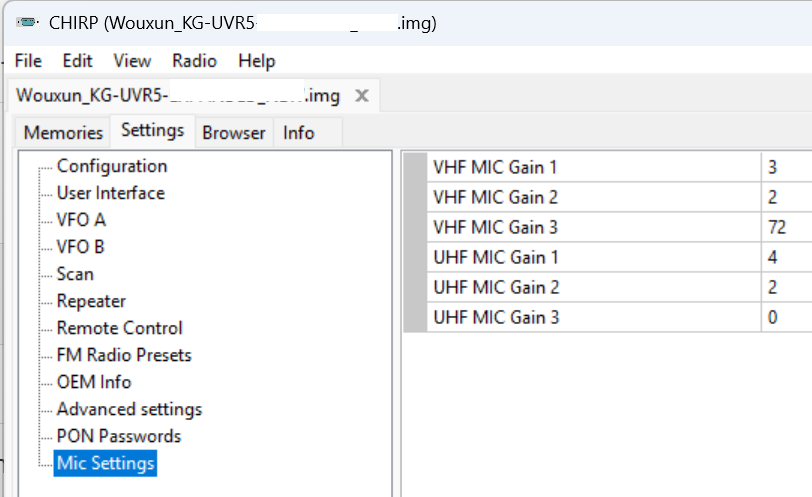 CHIRP (Wouxun_KG-UVR5- _ .img)
File Edit View Radio Help
Wouxun_KG-UVR5- .img
Memories Settings Browser Info
Configuration
User Interface
VFO A
VFO B
Scan
Repeater
Remote Control
FM Radio Presets
OEM Info
Advanced settings
PON Passwords
Mic Settings
VHF MIC Gain 1 3
VHF MIC Gain 2 2
VHF MIC Gain 3 72
UHF MIC Gain 1 4
UHF MIC Gain 2 2
UHF MIC Gain 3 0